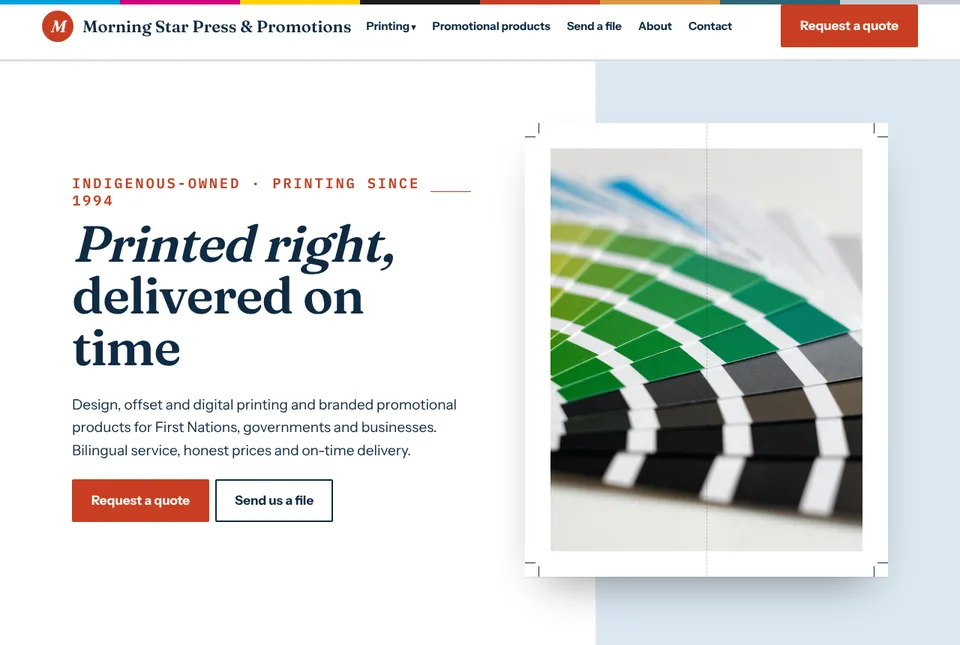 M Morning Star Press & Promotions Printing ▾ Promotional products Send a file About Contact Request a quote
INDIGENOUS-OWNED · PRINTING SINCE
1994
Printed right,
delivered on
time
Design, offset and digital printing and branded promotional
products for First Nations, governments and businesses.
Bilingual service, honest prices and on-time delivery.
Request a quote Send us a file